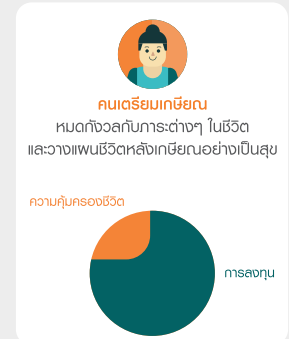 คนเตรียมเกษียณ
หมดกังวลกับภาระต่างๆ ในชีวิต
และวางแผนชีวิตหลังเกษียณอย่างเป็นสุข
ความคุ้มครองชีวิต
การลงทุน